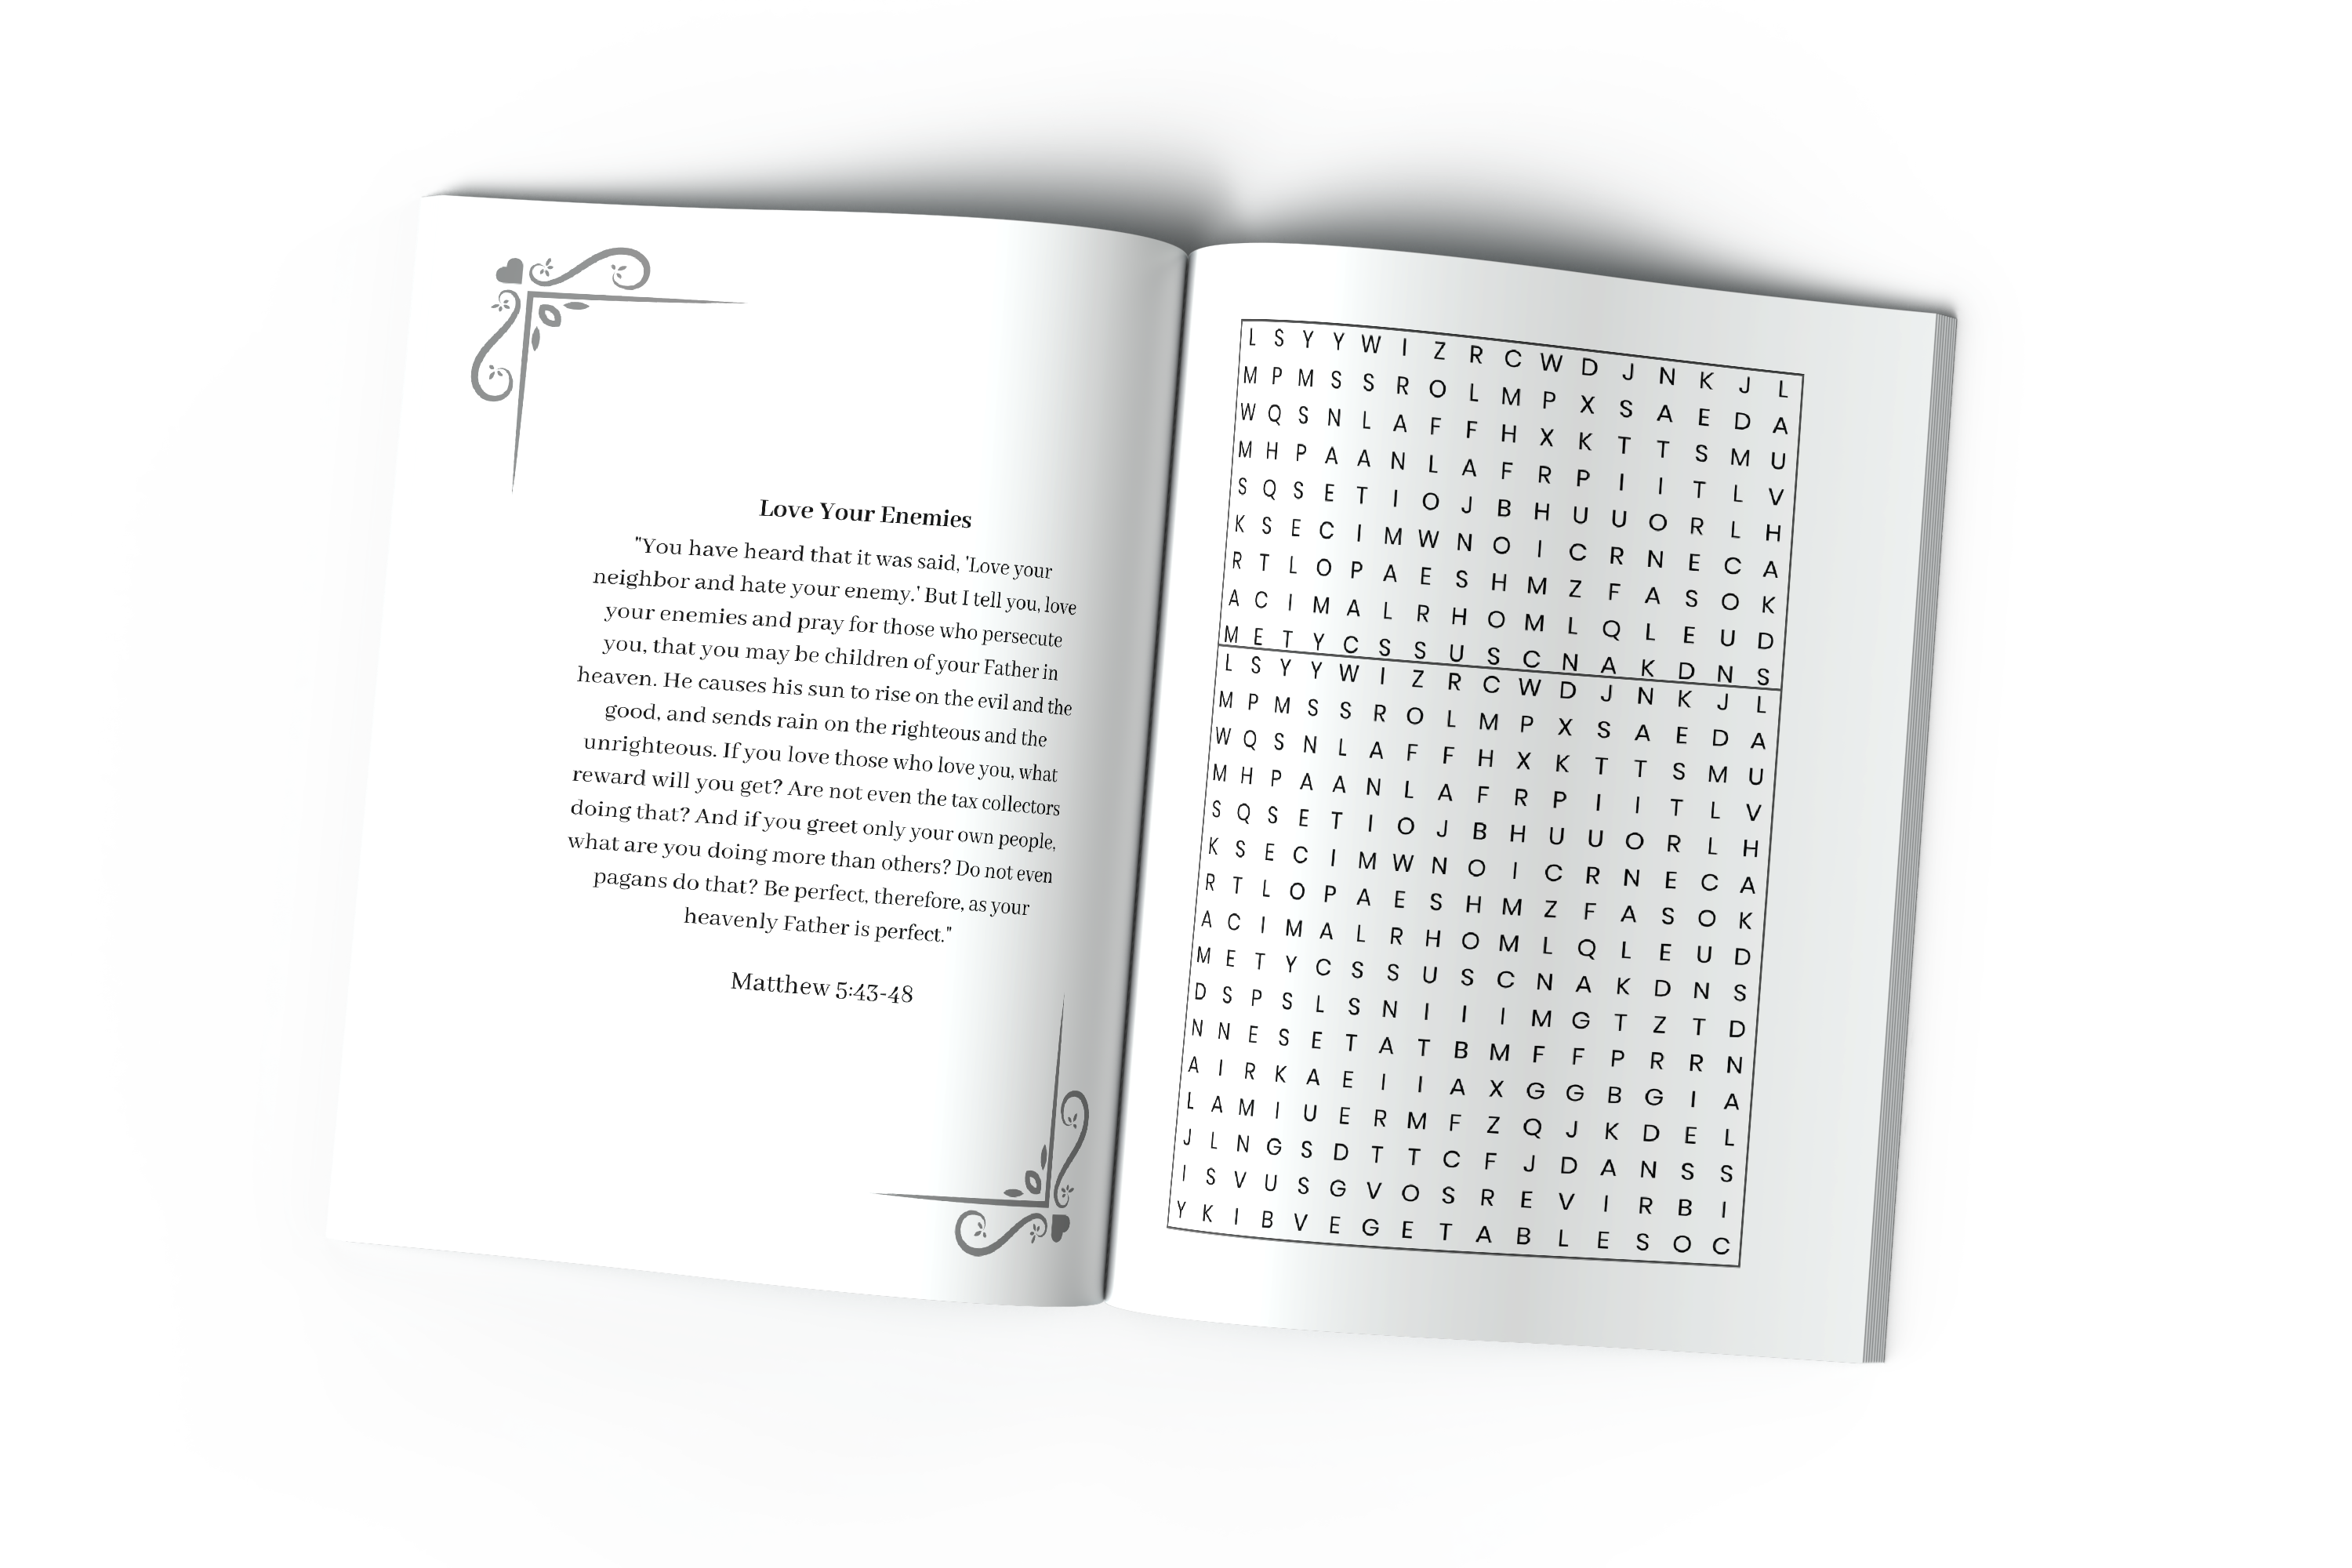 Love Your Enemies
"You have heard that it was said, 'Love your
neighbor and hate your enemy.' But I tell you, love
your enemies and pray for those who persecute
you, that you may be children of your Father in
heaven. He causes his sun to rise on the evil and the
good, and sends rain on the righteous and the
unrighteous. If you love those who love you, what
reward will you get? Are not even the tax collectors
doing that? And if you greet only your own people,
what are you doing more than others? Do not even
pagans do that? Be perfect, therefore, as your
heavenly Father is perfect."
Matthew 5:43-48
L S Y Y W I Z R C W D J N K J L
M P M S S R O L M P X S A E D A
W Q S N L A F F H X K T T S M U
M H P A A N L A F R P I I T L V
S Q S E T I O J B H U U O R L H
K S E C I M W N O I C R N E C A
R T L O P A E S H M Z F A S O K
A C I M A L R H O M L Q L E U D
M E T Y C S S U S C N A K D N S
L S Y Y W I Z R C W D J N K J L
M P M S S R O L M P X S A E D A
W Q S N L A F F H X K T T S M U
M H P A A N L A F R P I I T L V
S Q S E T I O J B H U U O R L H
K S E C I M W N O I C R N E C A
R T L O P A E S H M Z F A S O K
A C I M A L R H O M L Q L E U D
M E T Y C S S U S C N A K D N S
D S P S L S N I I I M G T Z T D
N N E S E T A T B M F F P R R N
A I R K A E I I A X G G B G I A
L A M I U E R M F Z Q J K D E L
J L N G S D T T C F J D A N S S
I S V U S G V O S R E V I R B I
Y K I B V E G E T A B L E S O C